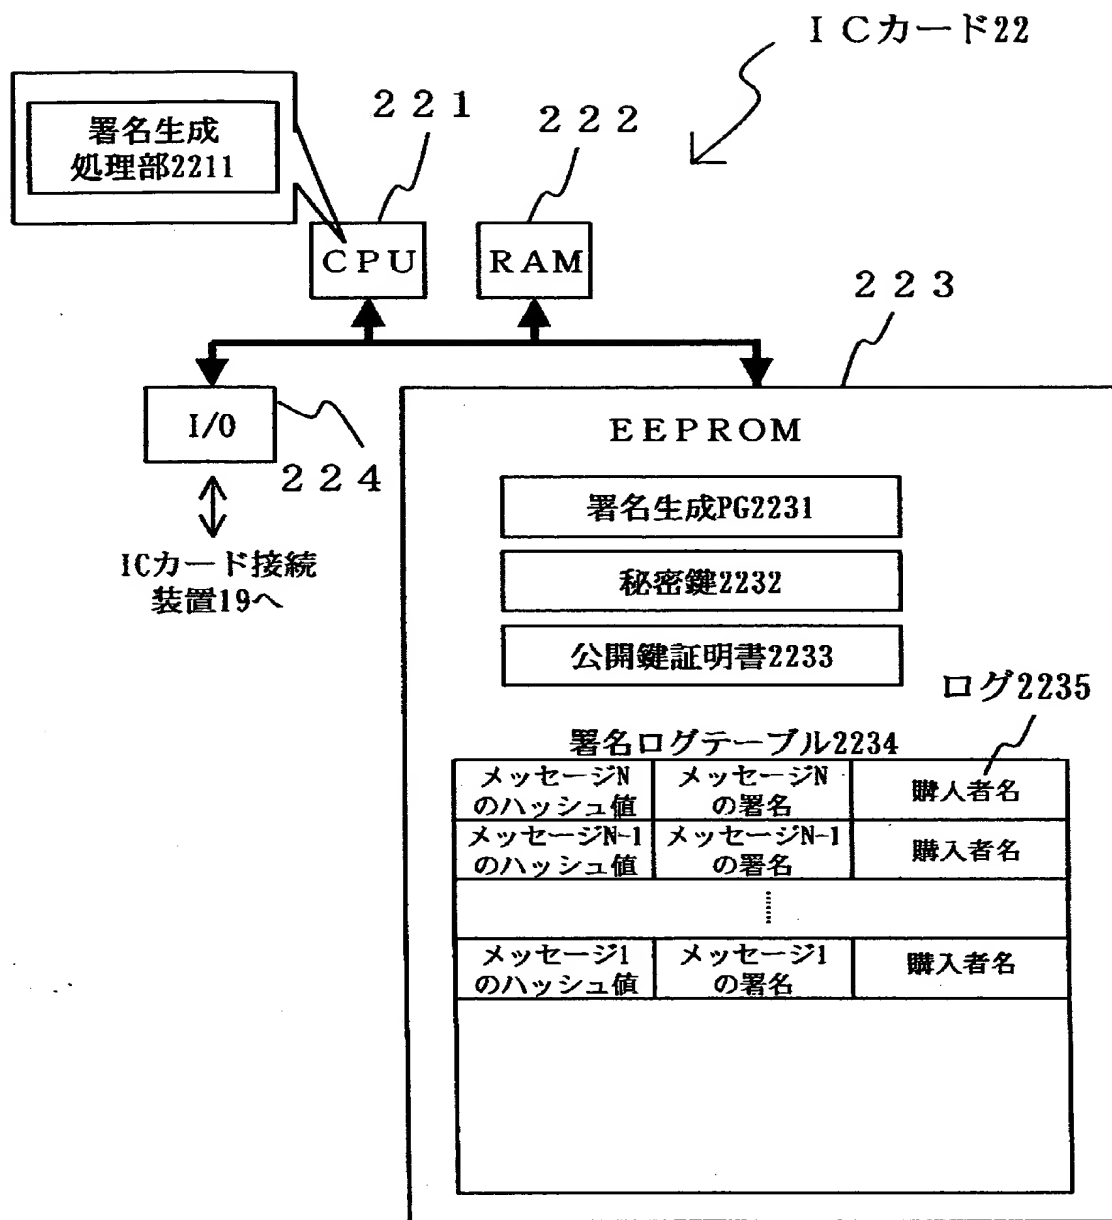 ＩＣカード22
署名生成
処理部2211
２２１
２２２
ＣＰＵ
ＲＡＭ
２２３
I/O
２２４
ICカード接続
装置19へ
ＥＥＰＲＯＭ
署名生成PG2231
秘密鍵2232
公開鍵証明書2233
ログ2235
署名ログテーブル2234
メッセージN
のハッシュ値
メッセージN
の署名
購入者名
メッセージN-1
のハッシュ値
メッセージN-1
の署名
購入者名
メッセージ1
のハッシュ値
メッセージ1
の署名
購入者名